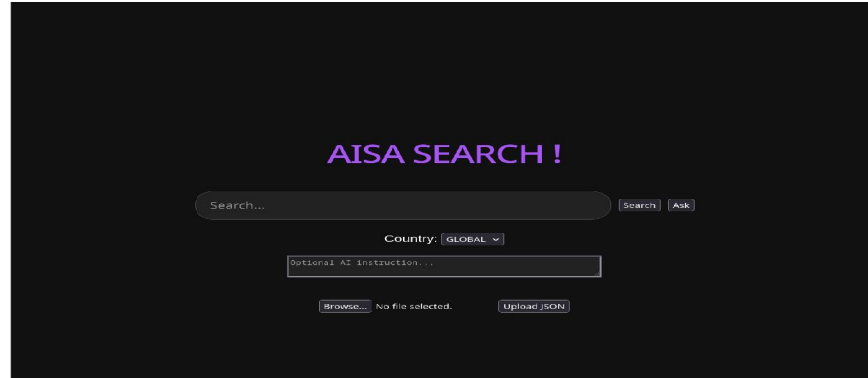 AISA SEARCH !
Search... Search Ask
Country: GLOBAL
Optional AI instruction...
Browse... No file selected. Upload JSON